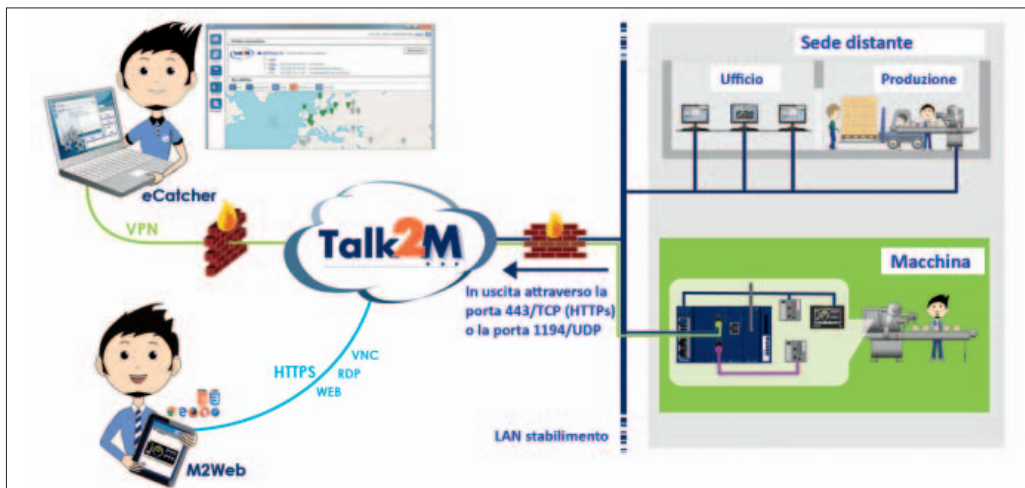 Sede distante
Ufficio
Produzione
eCatcher
VPN
Talk2M
Macchina
In uscita attraverso la
porta 443/TCP (HTTPs)
o la porta 1194/UDP
VNC
HTTPS
RDP
WEB
LAN stabilimento
M2Web